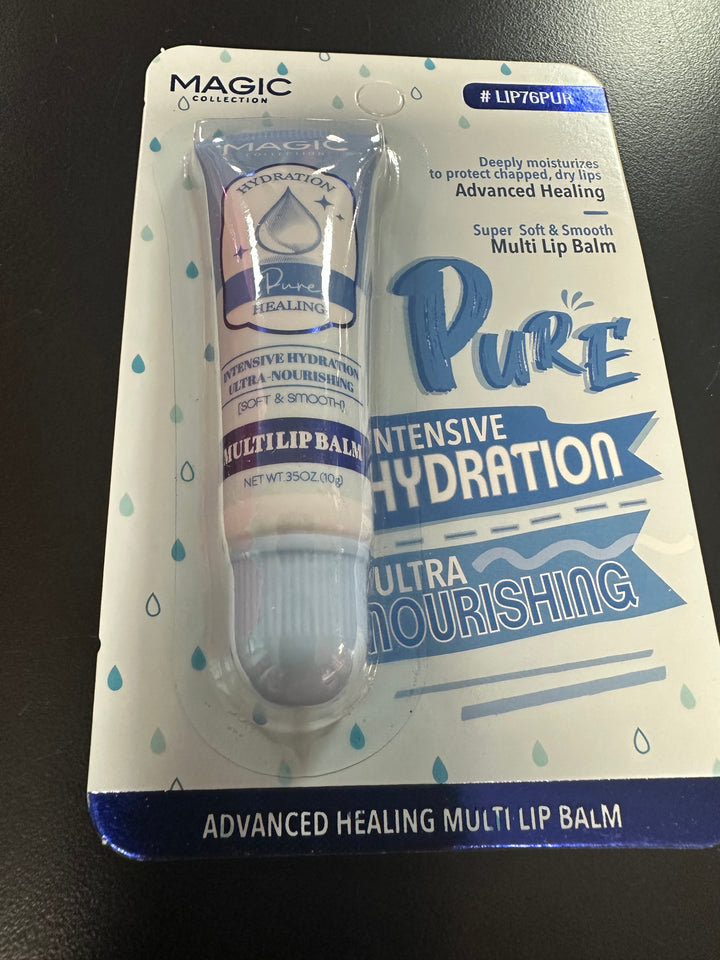 MAGIC
COLLECTION
# LIP76PUR
Deeply moisturizes
to protect chapped, dry lips
Advanced Healing
Super Soft & Smooth
Multi Lip Balm
PURE
INTENSIVE
HYDRATION
ULTRA
NOURISHING
MAGIC
COLLECTION
HYDRATION
Pure
HEALING
INTENSIVE HYDRATION
ULTRA-NOURISHING
[SOFT & SMOOTH]
MULTI LIP BALM
NET WT.35OZ.(10g)
ADVANCED HEALING MULTI LIP BALM